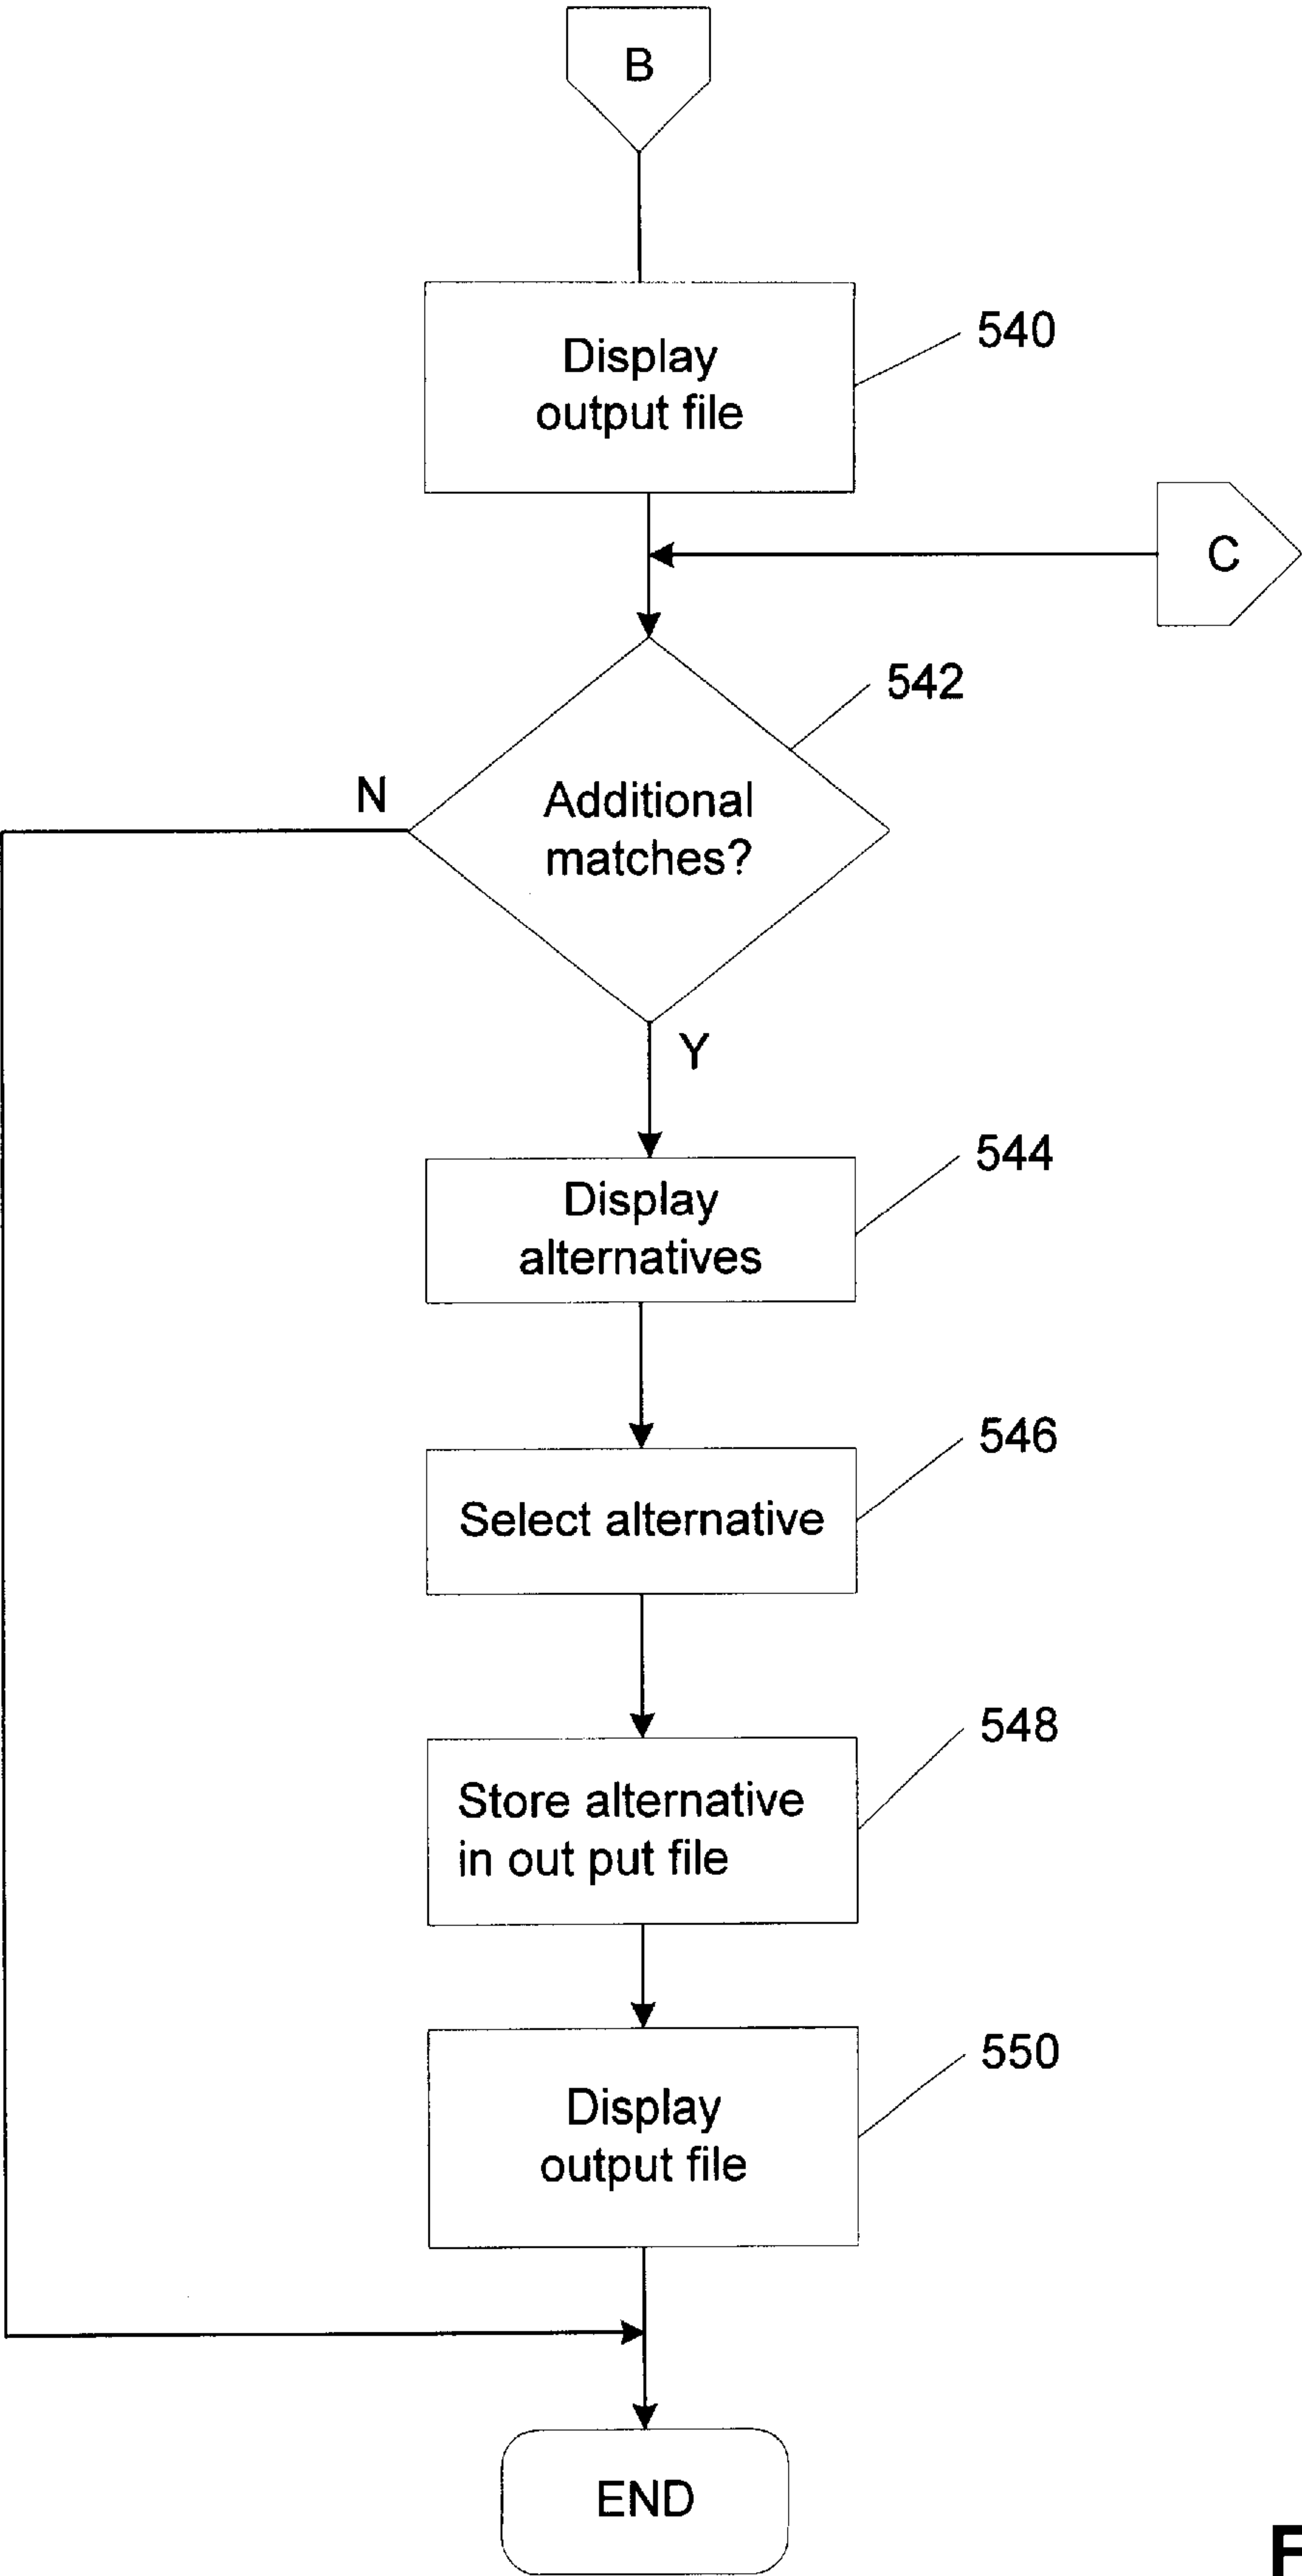 B
Display
output file
540
C
542
N
Additional
matches?
Y
544
Display
alternatives
546
Select alternative
548
Store alternative
in out put file
550
Display
output file
END